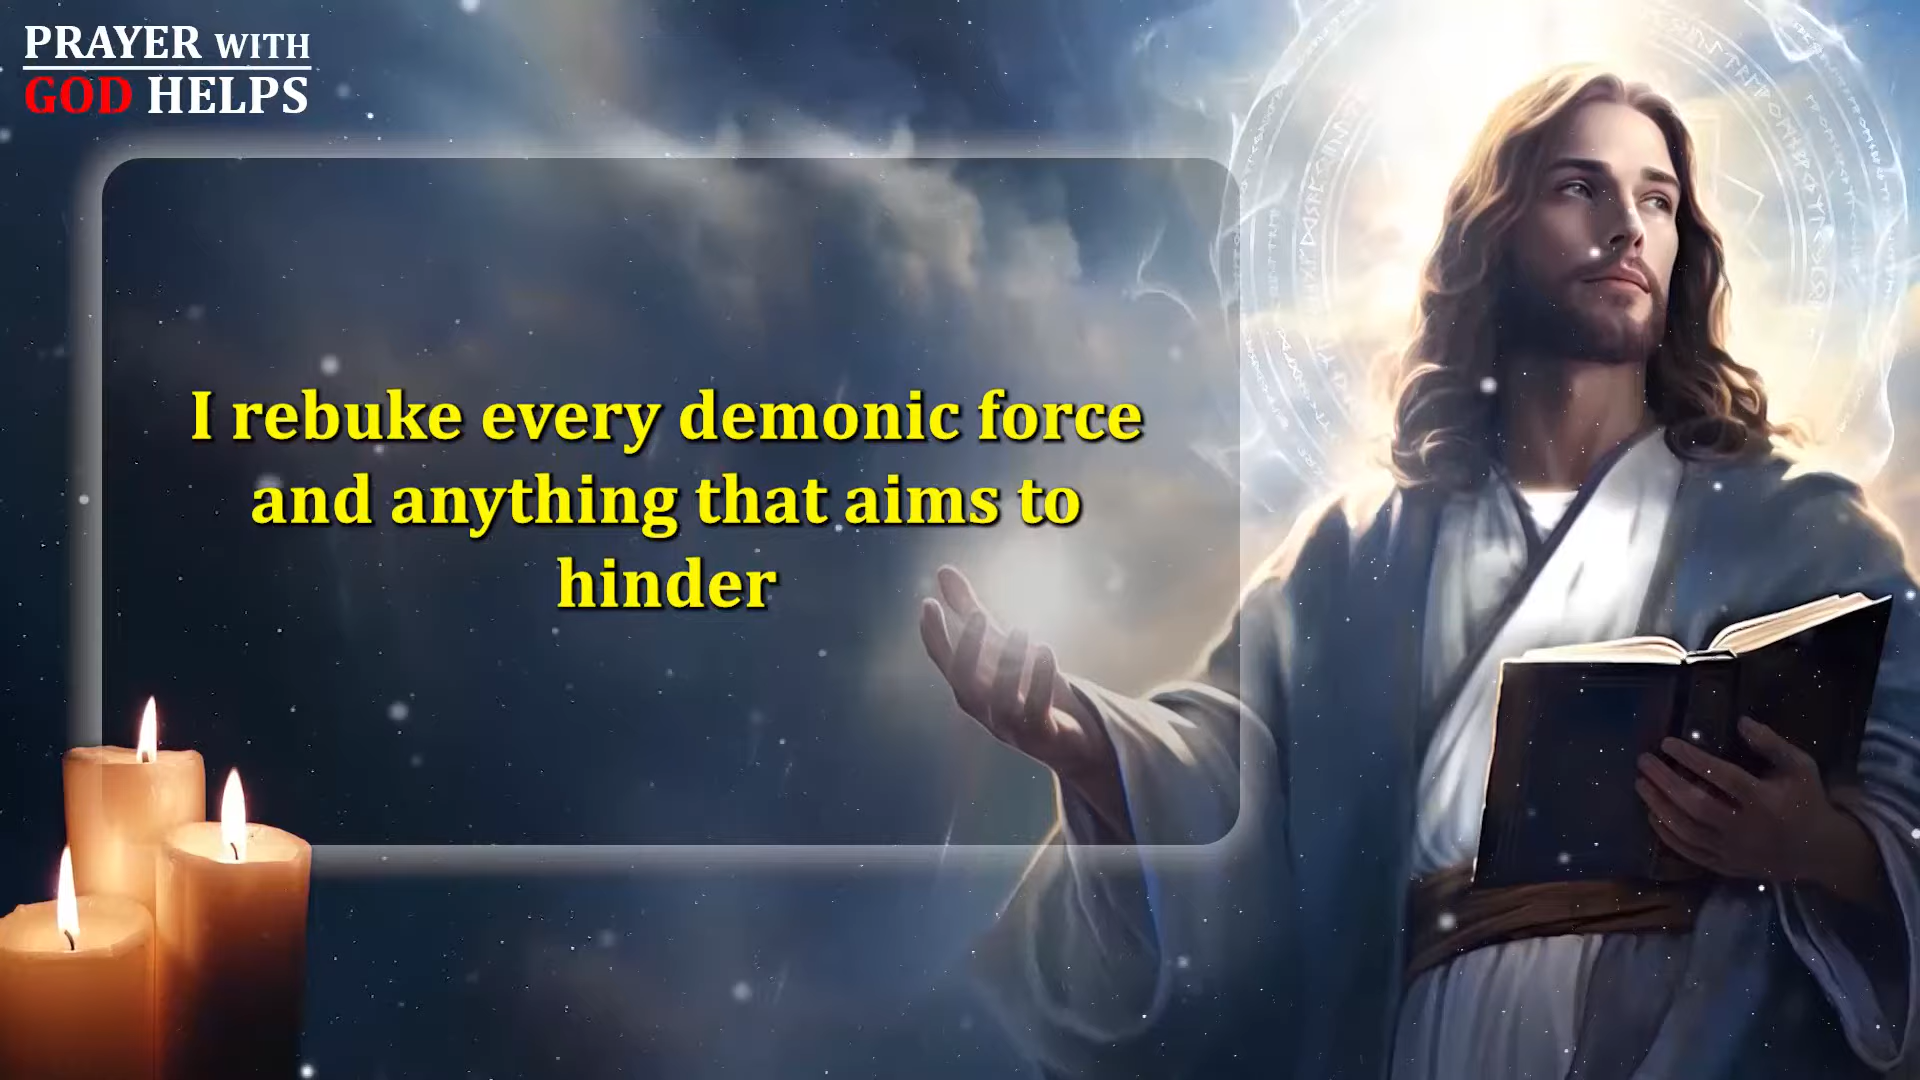 PRAYER WITH
GOD HELPS
I rebuke every demonic force
and anything that aims to
hinder